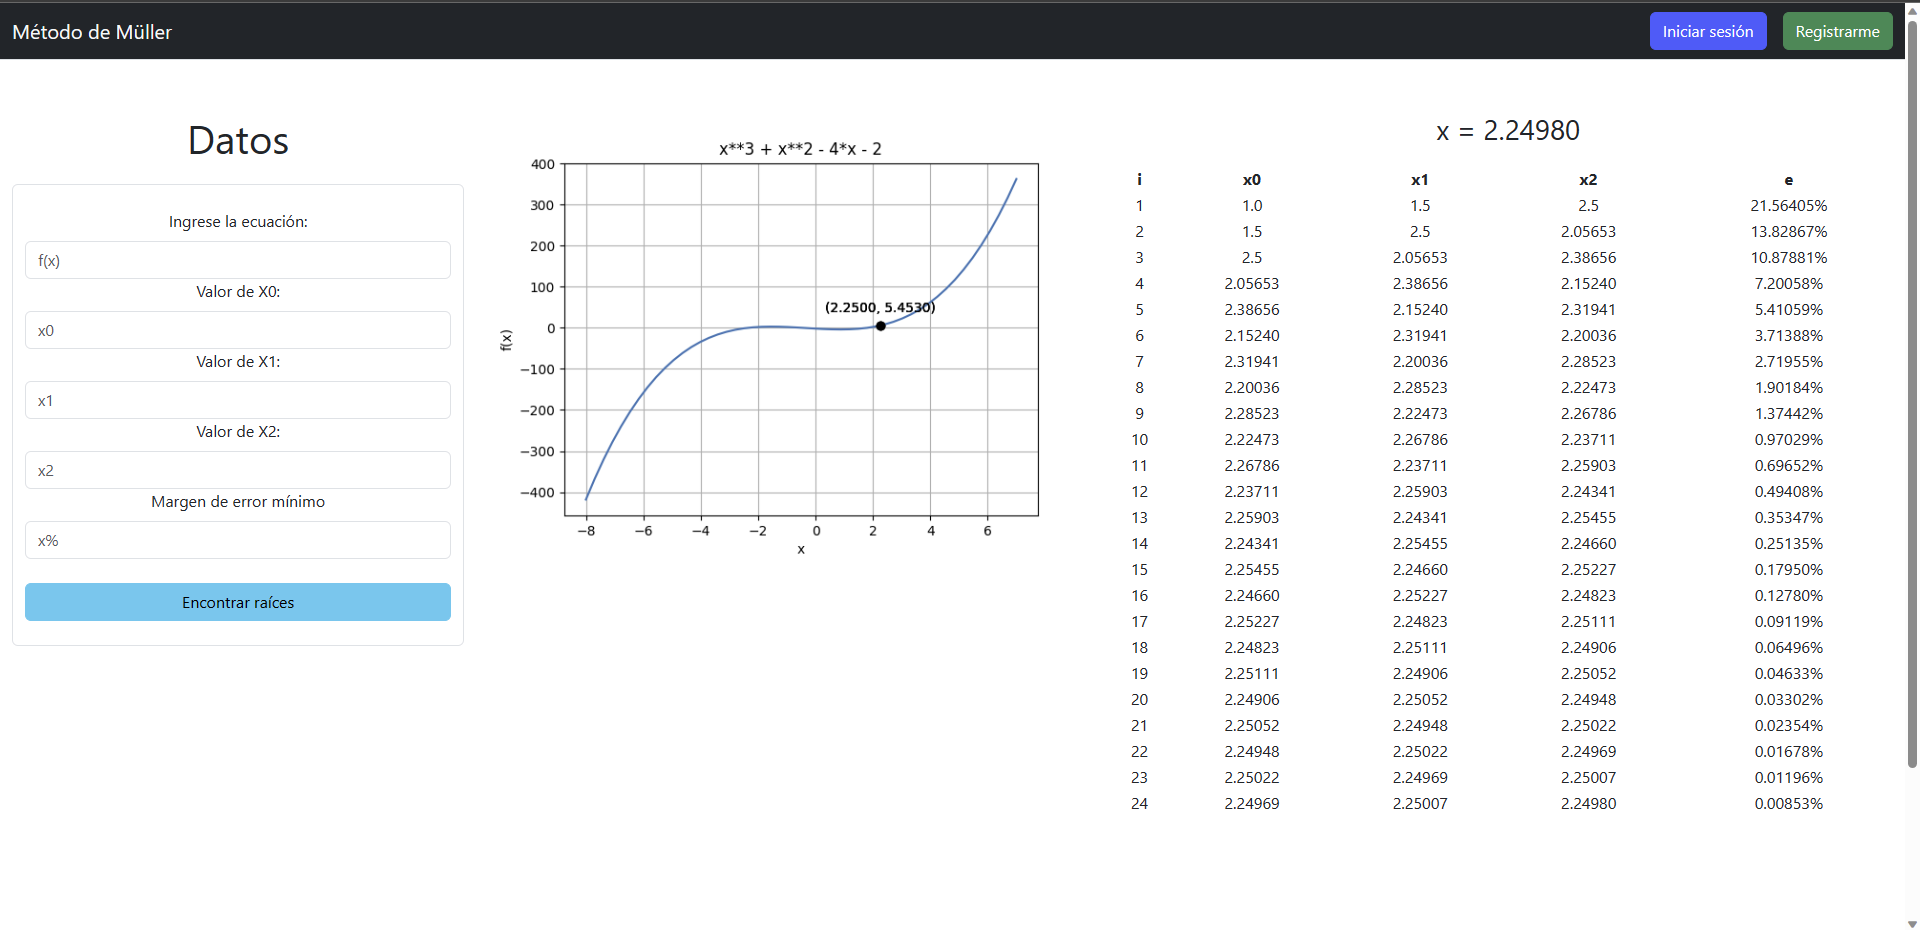 Método de Müller
Iniciar sesión
Registrarme
Datos
Ingrese la ecuación:
f(x)
Valor de X0:
x0
Valor de X1:
x1
Valor de X2:
x2
Margen de error mínimo
x%
Encontrar raíces
x**3 + x**2 - 4*x - 2
400
300
200
100
0
−100
−200
−300
−400
f(x)
(2.2500, 5.4530)
−8 −6 −4 −2 0 2 4 6
x
x = 2.24980
i x0 x1 x2 e
1 1.0 1.5 2.5 21.56405%
2 1.5 2.5 2.05653 13.82867%
3 2.5 2.05653 2.38656 10.87881%
4 2.05653 2.38656 2.15240 7.20058%
5 2.38656 2.15240 2.31941 5.41059%
6 2.15240 2.31941 2.20036 3.71388%
7 2.31941 2.20036 2.28523 2.71955%
8 2.20036 2.28523 2.22473 1.90184%
9 2.28523 2.22473 2.26786 1.37442%
10 2.22473 2.26786 2.23711 0.97029%
11 2.26786 2.23711 2.25903 0.69652%
12 2.23711 2.25903 2.24341 0.49408%
13 2.25903 2.24341 2.25455 0.35347%
14 2.24341 2.25455 2.24660 0.25135%
15 2.25455 2.24660 2.25227 0.17950%
16 2.24660 2.25227 2.24823 0.12780%
17 2.25227 2.24823 2.25111 0.09119%
18 2.24823 2.25111 2.24906 0.06496%
19 2.25111 2.24906 2.25052 0.04633%
20 2.24906 2.25052 2.24948 0.03302%
21 2.25052 2.24948 2.25022 0.02354%
22 2.24948 2.25022 2.24969 0.01678%
23 2.25022 2.24969 2.25007 0.01196%
24 2.24969 2.25007 2.24980 0.00853%